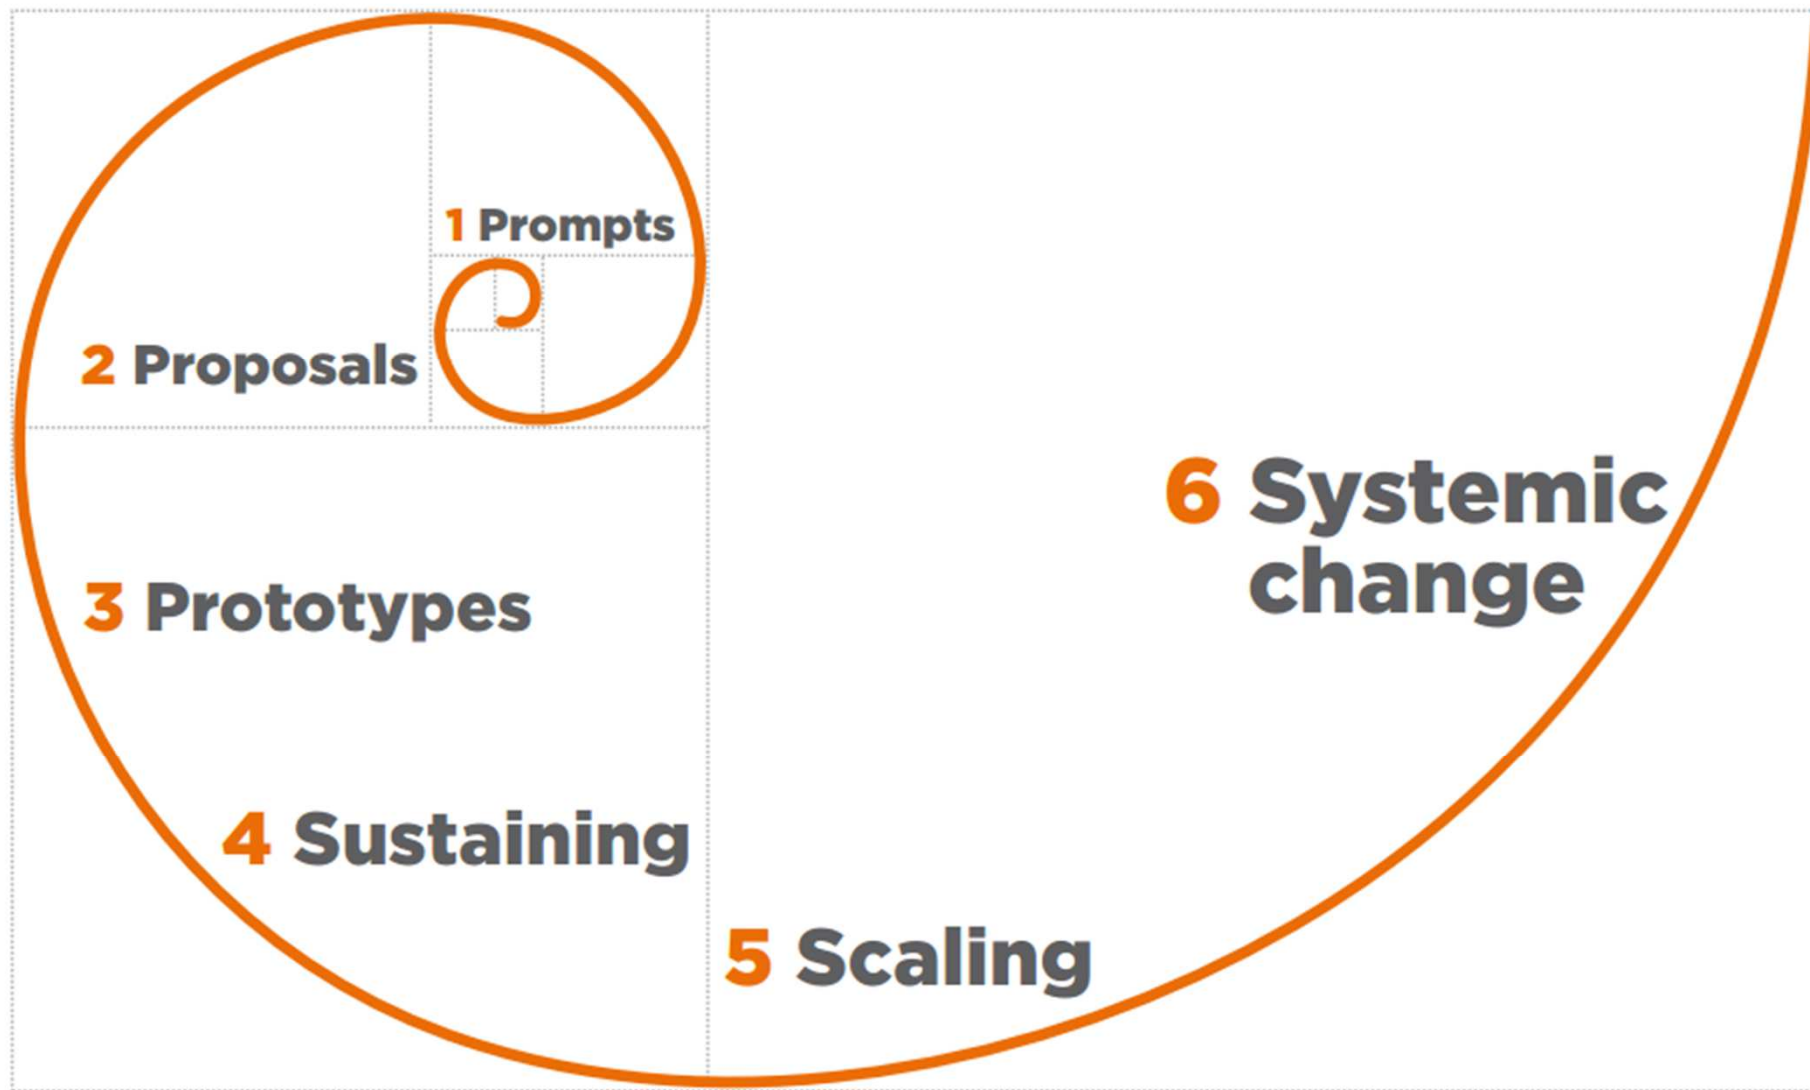 1 Prompts
2 Proposals
3 Prototypes
4 Sustaining
5 Scaling
6 Systemic
change